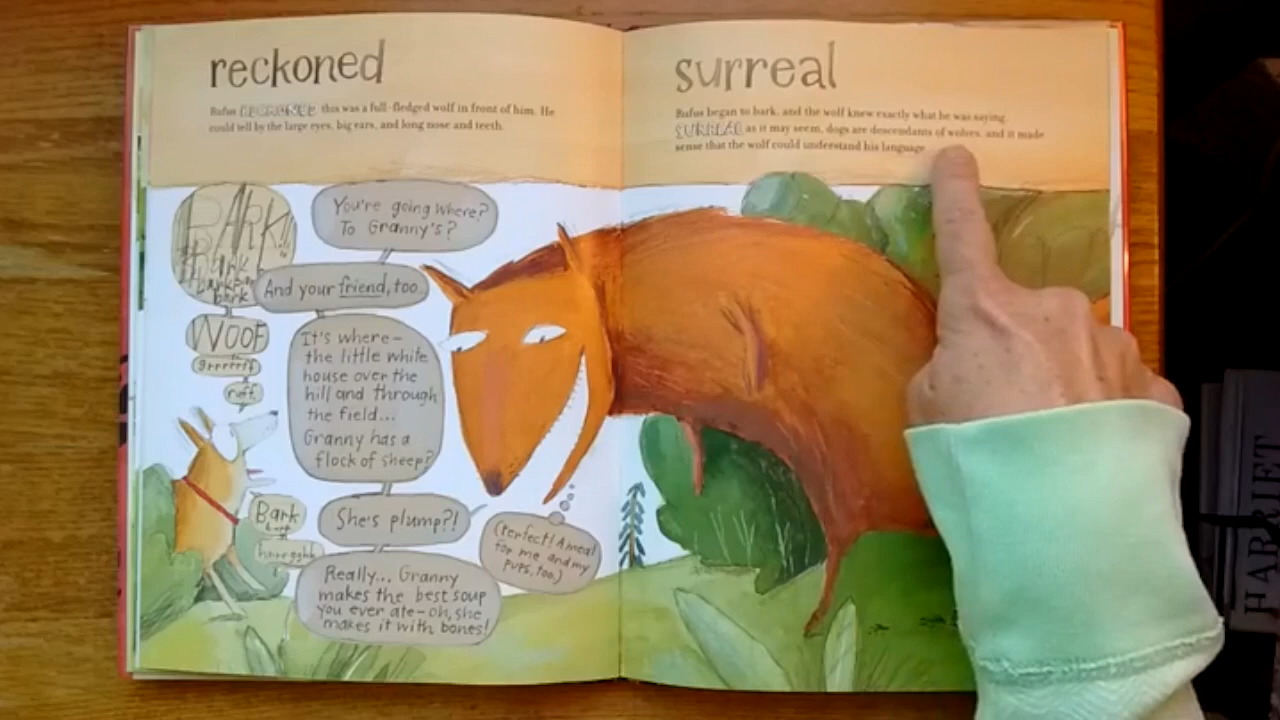 reckoned
Rufus RECKONED this was a full-fledged wolf in front of him. He
could tell by the large eyes, big ears, and long nose and teeth.
BARK!!
Bark
bark
bark
WOOF
grrrrrff
ruff
Bark
bark
hrrrgghh
You're going where?
To Granny's?
And your friend, too.
It's where—
the little white
house over the
hill and through
the field...
Granny has a
flock of sheep?
She's plump?!
(Perfect! A meal
for me and my
pups, too.)
Really... Granny
makes the best soup
you ever ate—oh, she
makes it with bones!
surreal
Rufus began to bark, and the wolf knew exactly what he was saying.
SURREAL as it may seem, dogs are descendants of wolves, and it made
sense that the wolf could understand his language.
HARRIET